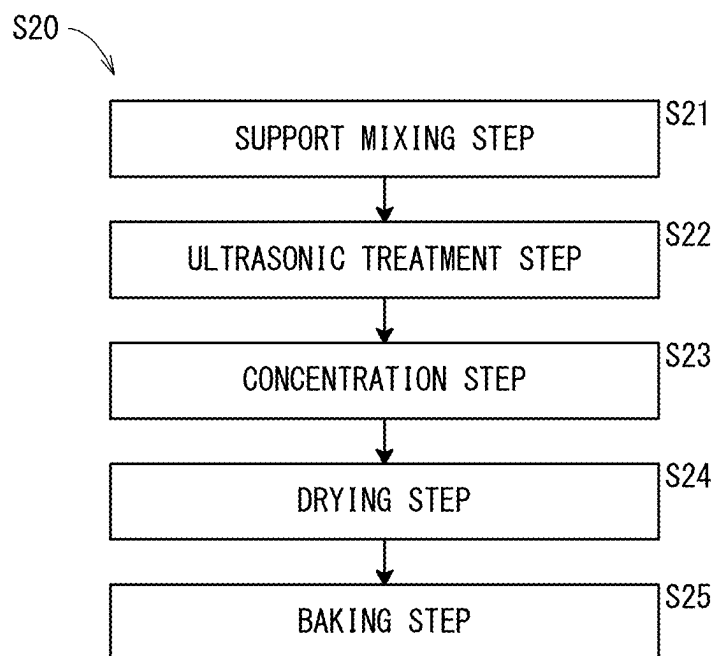 S20
S21
SUPPORT MIXING STEP
S22
ULTRASONIC TREATMENT STEP
S23
CONCENTRATION STEP
S24
DRYING STEP
S25
BAKING STEP